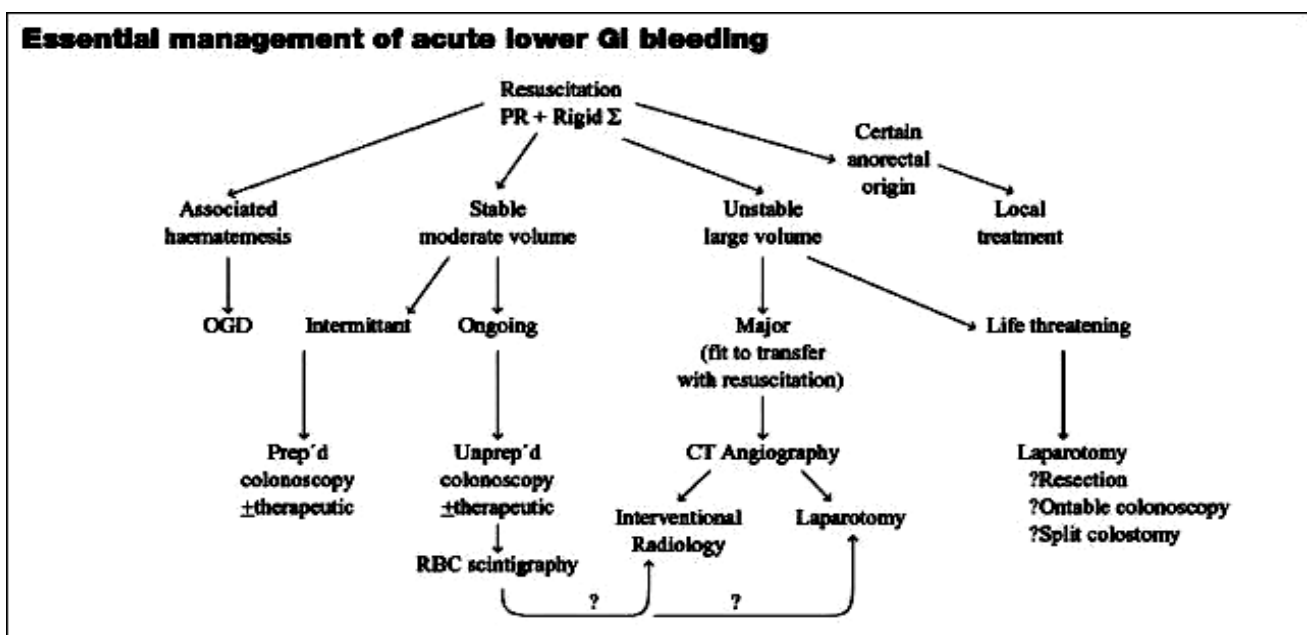 Essential management of acute lower GI bleeding
Resuscitation
PR + Rigid Σ
Certain
anorectal
origin
Associated
haematemesis
Stable
moderate volume
Unstable
large volume
Local
treatment
OGD
Intermittant
Ongoing
Major
(fit to transfer
with resuscitation)
Life threatening
Prep´d
colonoscopy
±therapeutic
Unprep´d
colonoscopy
±therapeutic
CT Angiography
Laparotomy
?Resection
?Ontable colonoscopy
?Split colostomy
Interventional
Radiology
Laparotomy
RBC scintigraphy
?
?